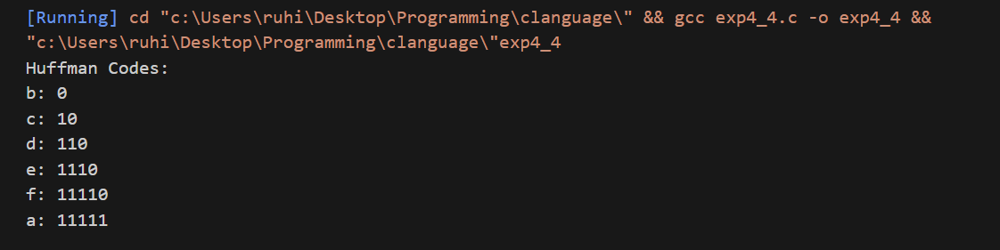 [Running] cd "c:\Users\ruhi\Desktop\Programming\clanguage\" && gcc exp4_4.c -o exp4_4 &&
"c:\Users\ruhi\Desktop\Programming\clanguage\"exp4_4
Huffman Codes:
b: 0
c: 10
d: 110
e: 1110
f: 11110
a: 11111